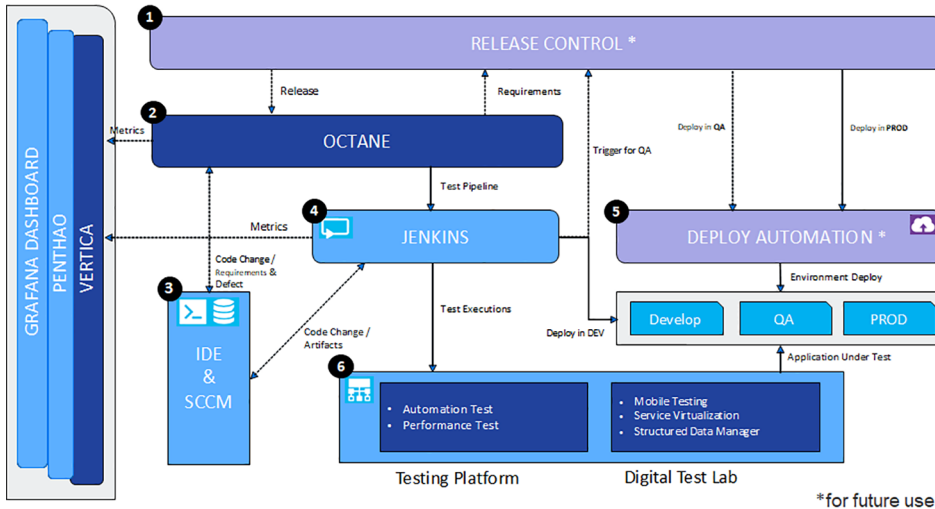 1
RELEASE CONTROL *
Release
Requirements
2
OCTANE
Metrics
Deploy in QA
Deploy in PROD
Trigger for QA
Test Pipeline
4
JENKINS
Metrics
5
DEPLOY AUTOMATION *
GRAFANA DASHBOARD
PENTHAO
VERTICA
Code Change /
Requirements &
Defect
Environment Deploy
3
IDE
&
SCCM
Code Change /
Artifacts
Test Executions
Deploy in DEV
Develop
QA
PROD
Application Under Test
6
• Automation Test
• Performance Test
• Mobile Testing
• Service Virtualization
• Structured Data Manager
Testing Platform
Digital Test Lab
*for future use